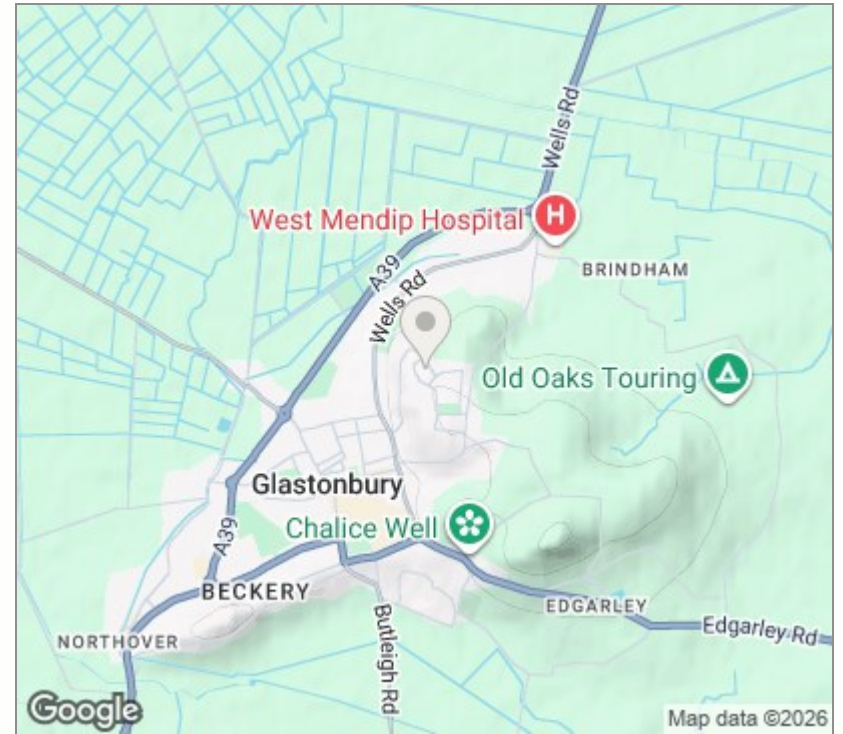 Wells Rd
West Mendip Hospital
H
BRINDHAM
A39
Wells Rd
Old Oaks Touring
Glastonbury
Chalice Well
A39
BECKERY
EDGARLEY
Edgarley Rd
NORTHOVER
Butleigh Rd
Google
Map data ©2026